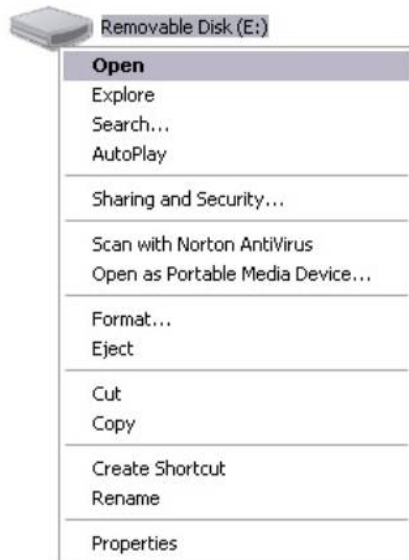 Removable Disk (E:)
Open
Explore
Search...
AutoPlay
Sharing and Security...
Scan with Norton AntiVirus
Open as Portable Media Device...
Format...
Eject
Cut
Copy
Create Shortcut
Rename
Properties